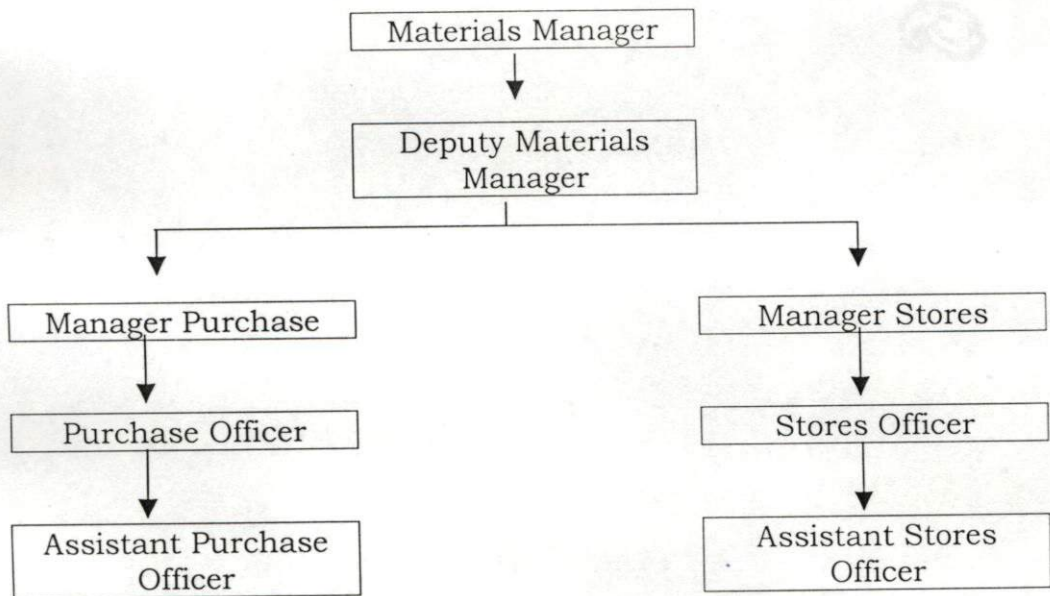 Materials Manager
Deputy Materials
Manager
Manager Purchase
Manager Stores
Purchase Officer
Stores Officer
Assistant Purchase
Officer
Assistant Stores
Officer